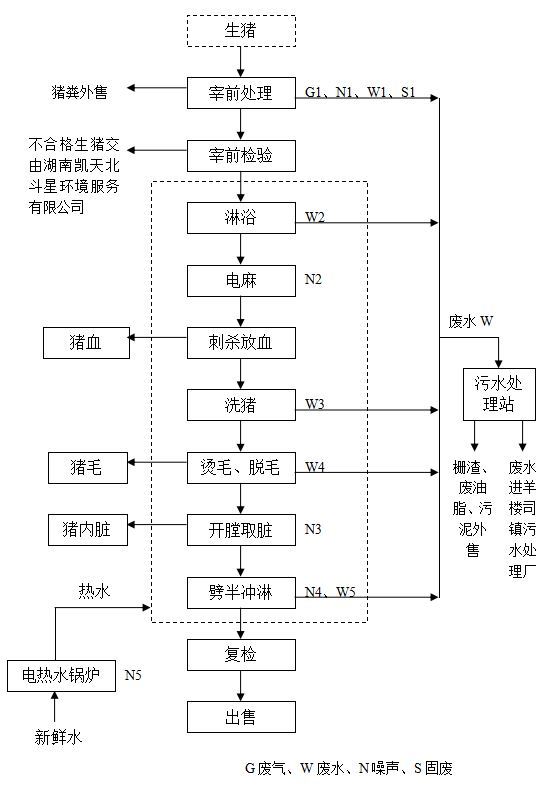 生猪
猪粪外售
宰前处理
G1、N1、W1、S1
不合格生猪交
由湖南凯天北
斗星环境服务
有限公司
宰前检验
淋浴
W2
电麻
N2
废水 W
猪血
刺杀放血
污水处
理站
洗猪
W3
猪毛
烫毛、脱毛
W4
栅渣、
废油
脂、污
泥外
售
废水
进羊
楼司
镇污
水处
理厂
猪内脏
开膛取脏
N3
热水
劈半冲淋
N4、W5
复检
电热水锅炉
N5
出售
新鲜水
G 废气、W 废水、N 噪声、S 固废